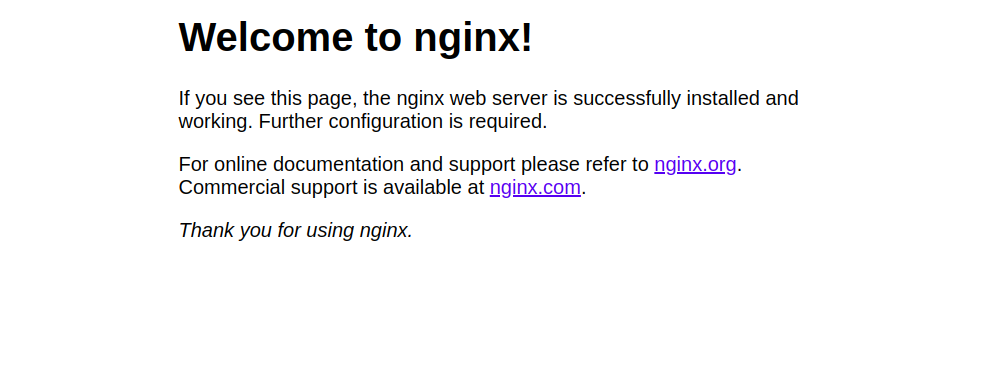 Welcome to nginx!
If you see this page, the nginx web server is successfully installed and
working. Further configuration is required.
For online documentation and support please refer to nginx.org.
Commercial support is available at nginx.com.
Thank you for using nginx.